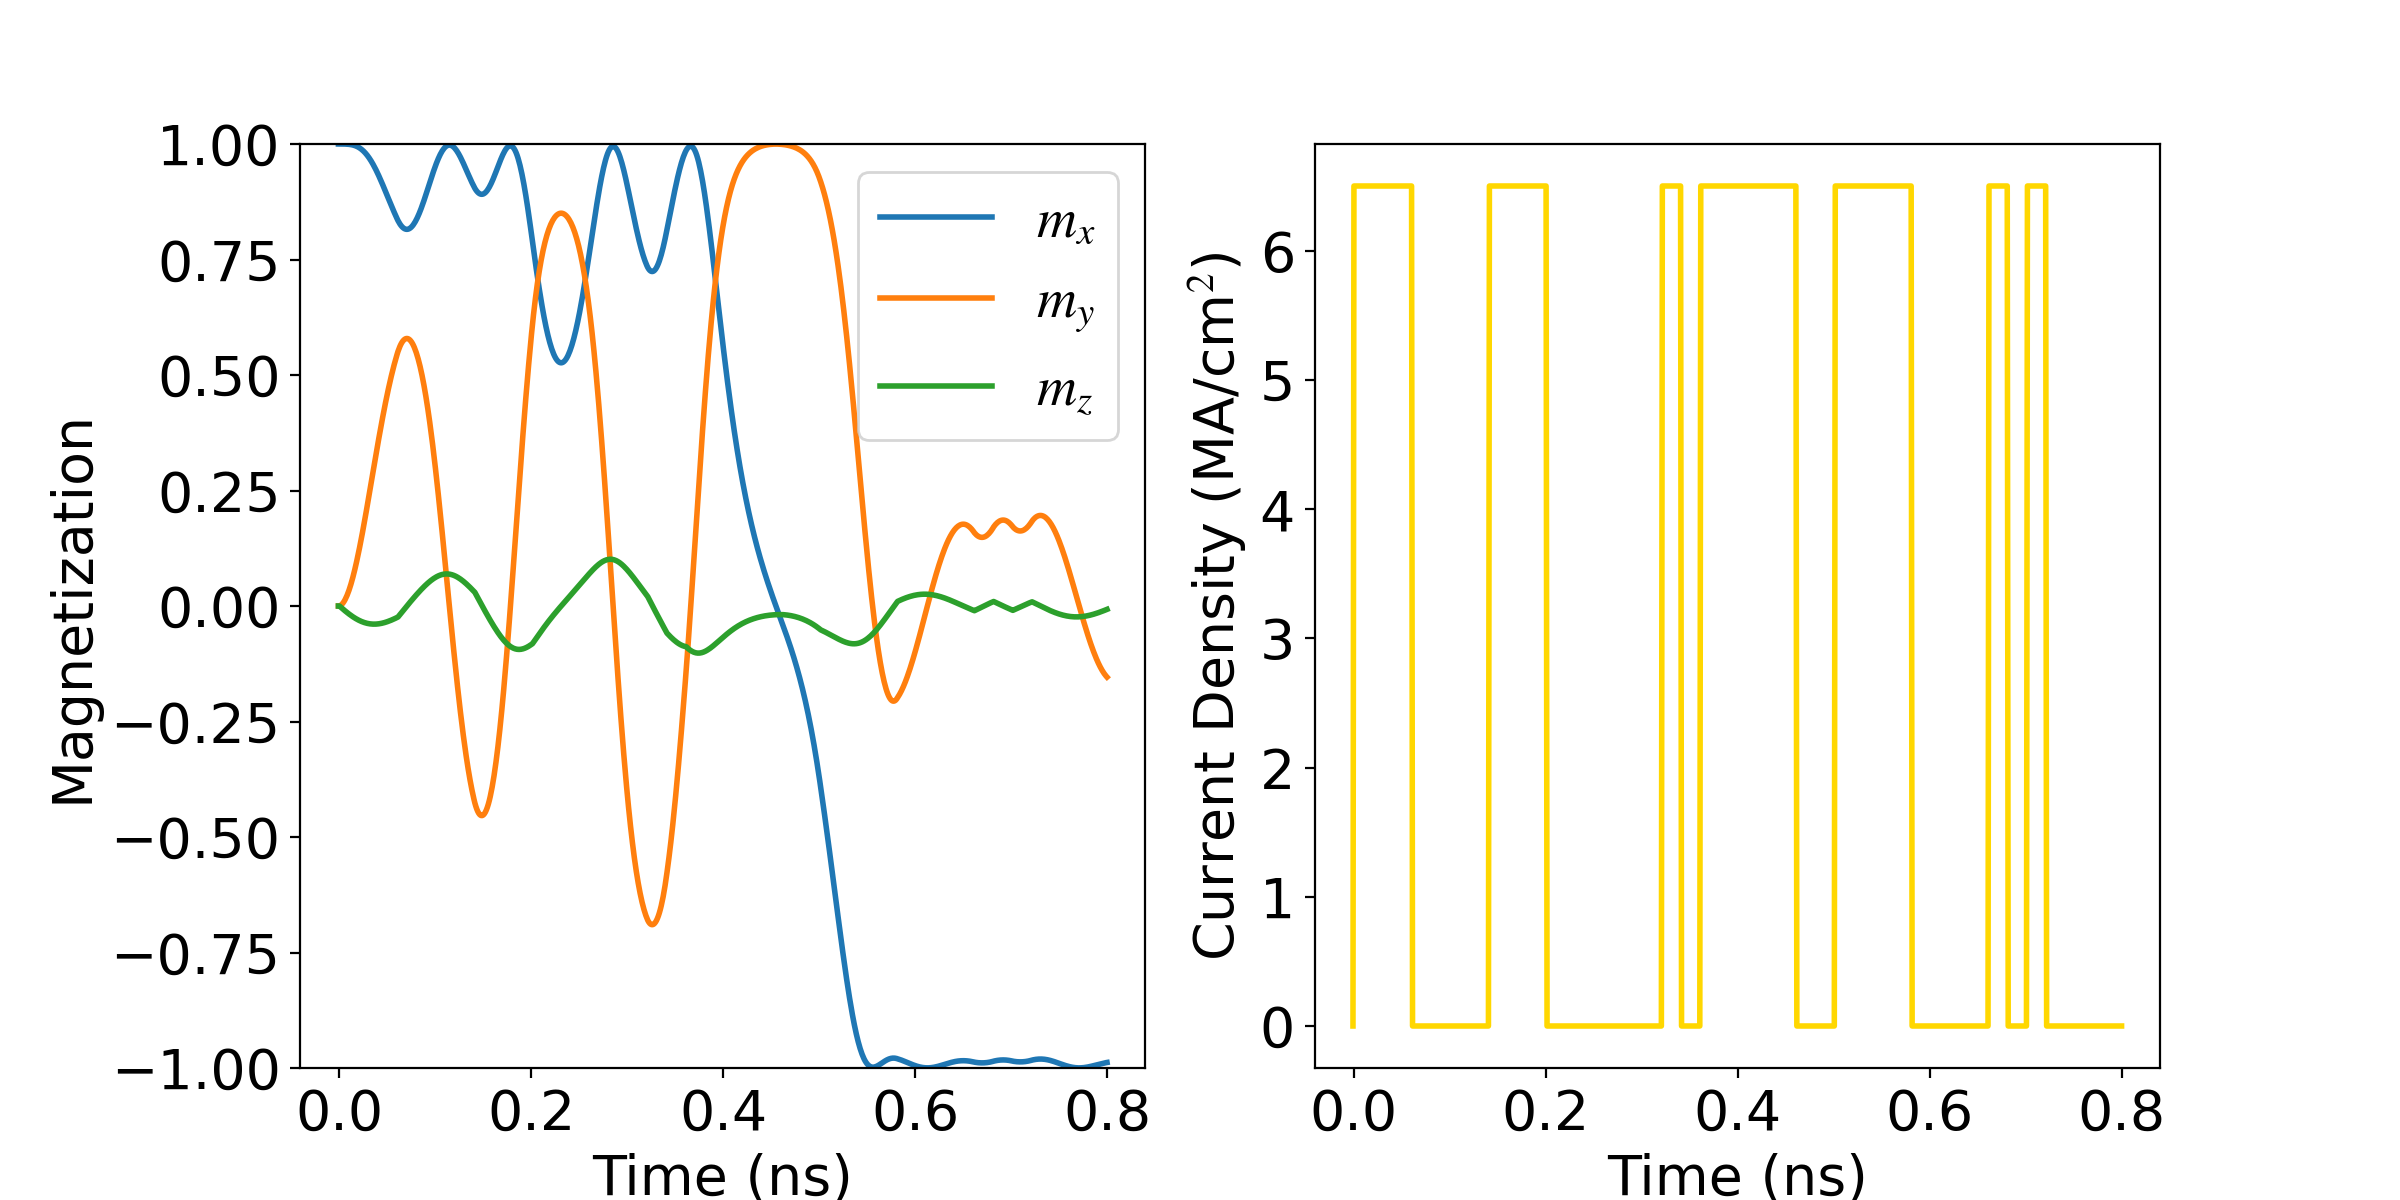 Magnetization
1.00
0.75
0.50
0.25
0.00
−0.25
−0.50
−0.75
−1.00
0.0 0.2 0.4 0.6 0.8
Time (ns)
m_x
m_y
m_z
Current Density (MA/cm²)
6
5
4
3
2
1
0
0.0 0.2 0.4 0.6 0.8
Time (ns)